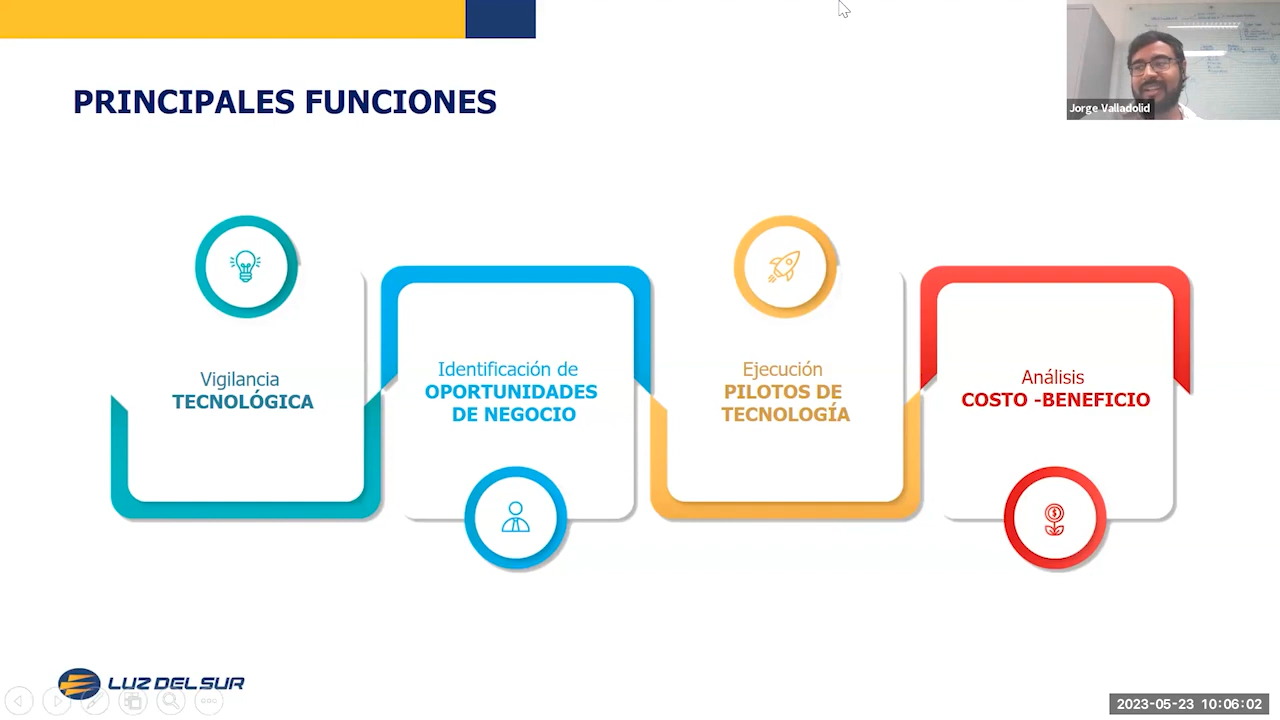 PRINCIPALES FUNCIONES
Jorge Valladolid
Vigilancia
TECNOLÓGICA
Identificación de
OPORTUNIDADES
DE NEGOCIO
Ejecución
PILOTOS DE
TECNOLOGÍA
Análisis
COSTO -BENEFICIO
LUZ DEL SUR
2023-05-23 10:06:02